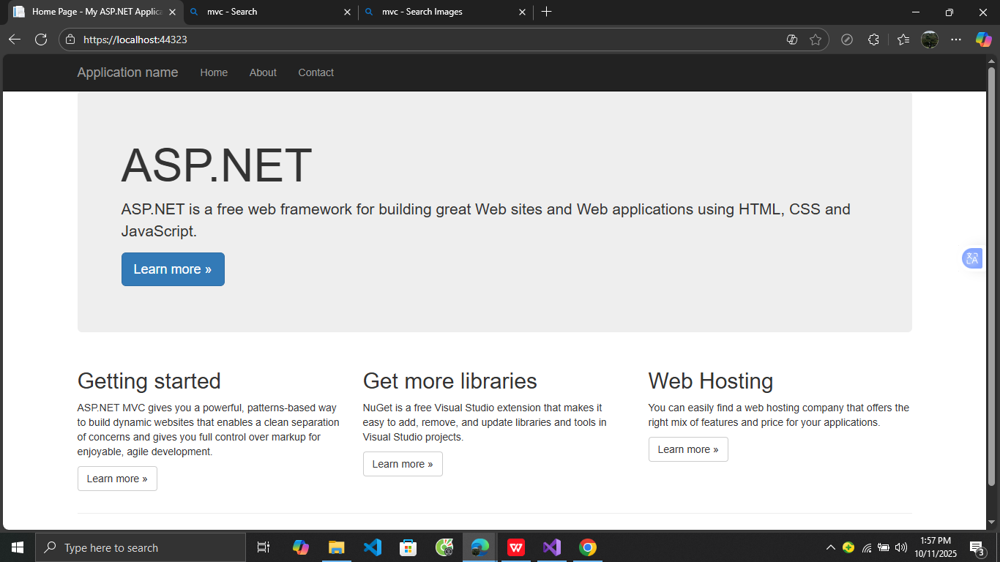 Home Page - My ASP.NET Applica
mvc - Search
mvc - Search Images
https://localhost:44323
Application name
Home
About
Contact
ASP.NET
ASP.NET is a free web framework for building great Web sites and Web applications using HTML, CSS and
JavaScript.
Learn more »
Getting started
ASP.NET MVC gives you a powerful, patterns-based way
to build dynamic websites that enables a clean separation
of concerns and gives you full control over markup for
enjoyable, agile development.
Learn more »
Get more libraries
NuGet is a free Visual Studio extension that makes it
easy to add, remove, and update libraries and tools in
Visual Studio projects.
Learn more »
Web Hosting
You can easily find a web hosting company that offers the
right mix of features and price for your applications.
Learn more »
Type here to search
1:57 PM
10/11/2025
3